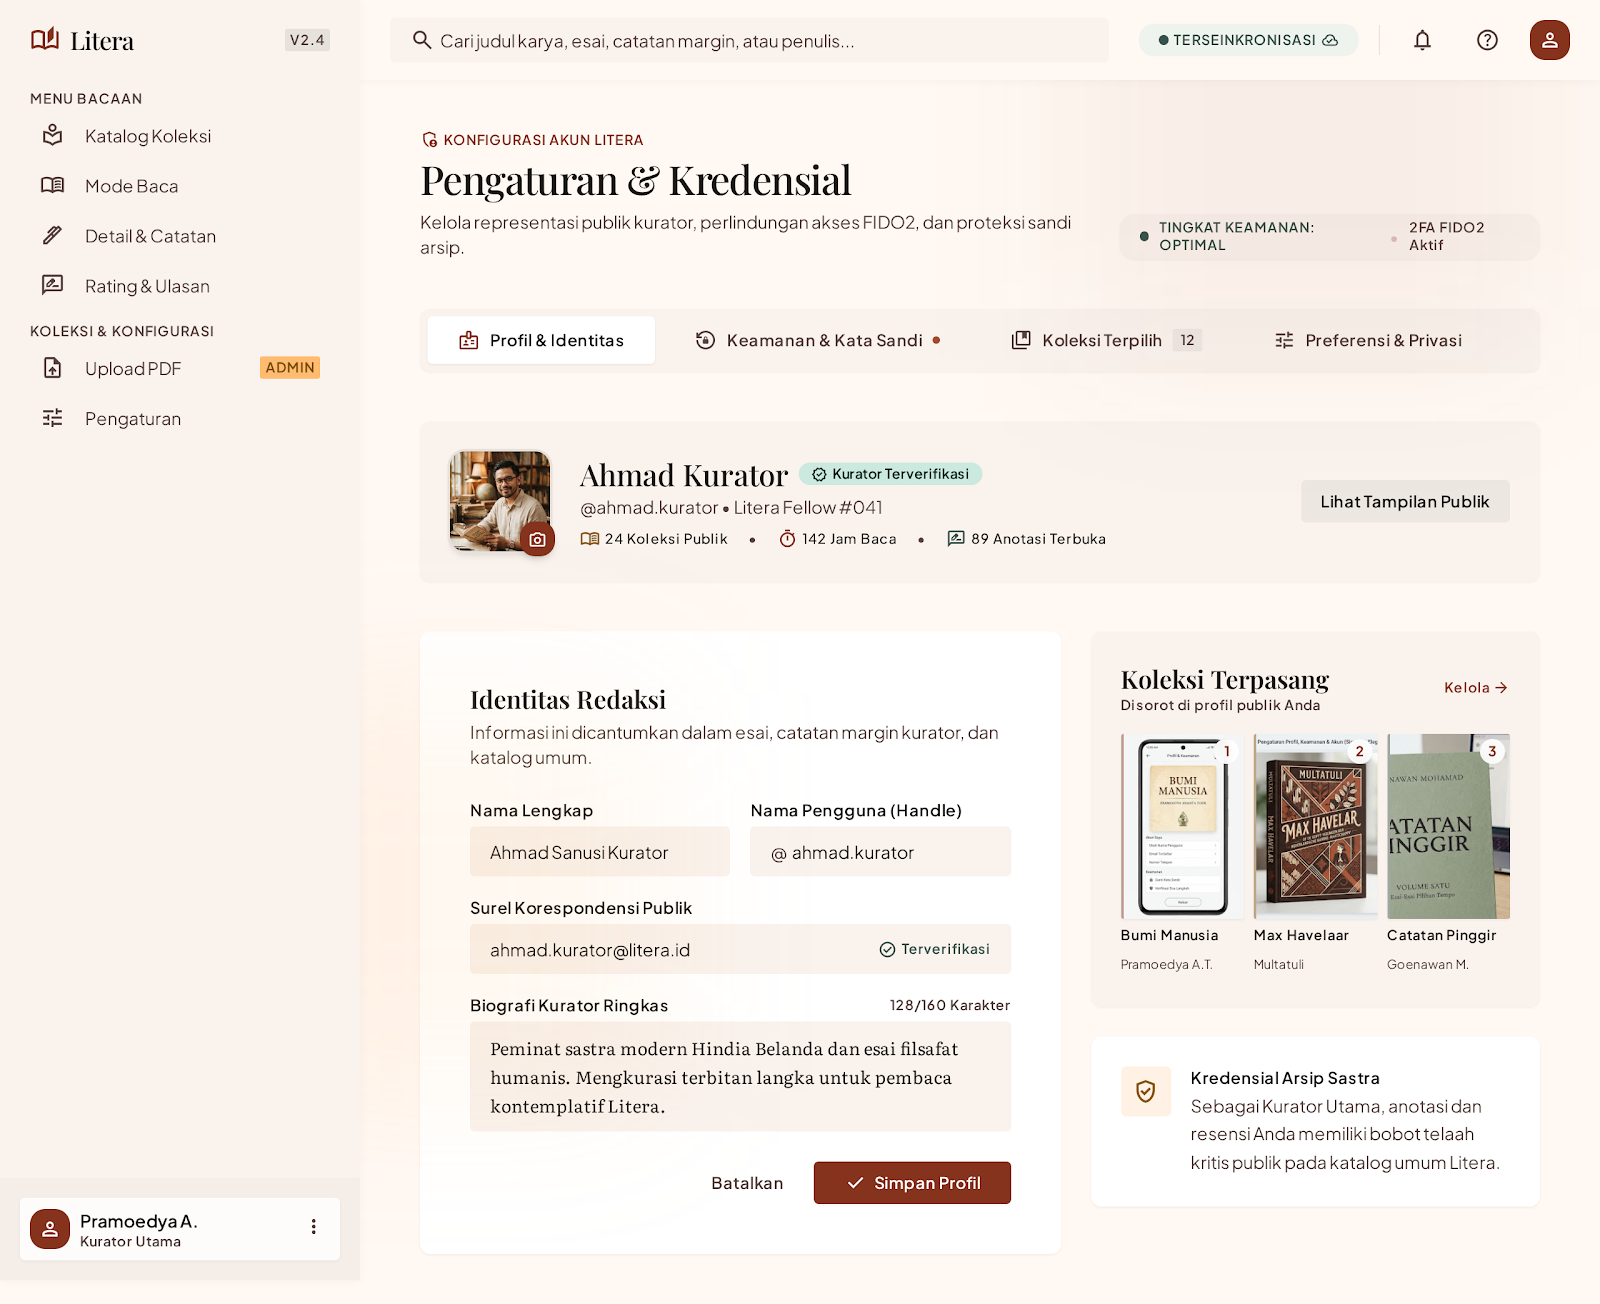 Litera
V2.4
Cari judul karya, esai, catatan margin, atau penulis...
TERSEINKRONISASI
MENU BACAAN
Katalog Koleksi
Mode Baca
Detail & Catatan
Rating & Ulasan
KOLEKSI & KONFIGURASI
Upload PDF
ADMIN
Pengaturan
KONFIGURASI AKUN LITERA
Pengaturan & Kredensial
Kelola representasi publik kurator, perlindungan akses FIDO2, dan proteksi sandi
arsip.
TINGKAT KEAMANAN:
OPTIMAL
2FA FIDO2
Aktif
Profil & Identitas
Keamanan & Kata Sandi
Koleksi Terpilih 12
Preferensi & Privasi
Ahmad Kurator
Kurator Terverifikasi
@ahmad.kurator • Litera Fellow #041
24 Koleksi Publik • 142 Jam Baca • 89 Anotasi Terbuka
Lihat Tampilan Publik
Identitas Redaksi
Informasi ini dicantumkan dalam esai, catatan margin kurator, dan
katalog umum.
Nama Lengkap
Ahmad Sanusi Kurator
Nama Pengguna (Handle)
@ ahmad.kurator
Surel Korespondensi Publik
ahmad.kurator@litera.id
Terverifikasi
Biografi Kurator Ringkas
128/160 Karakter
Peminat sastra modern Hindia Belanda dan esai filsafat
humanis. Mengkurasi terbitan langka untuk pembaca
kontemplatif Litera.
Batalkan
Simpan Profil
Koleksi Terpasang
Disorot di profil publik Anda
Kelola
1
BUMI
MANUSIA
2
MULTATULI
MAX HAVELAR
MAX HAVELAR
3
NAWAN MOHAMAD
ATATAN
INGGIR
VOLUME SATU
Bumi Manusia
Pramoedya A.T.
Max Havelaar
Multatuli
Catatan Pinggir
Goenawan M.
Kredensial Arsip Sastra
Sebagai Kurator Utama, anotasi dan
resensi Anda memiliki bobot telaah
kritis publik pada katalog umum Litera.
Pramoedya A.
Kurator Utama